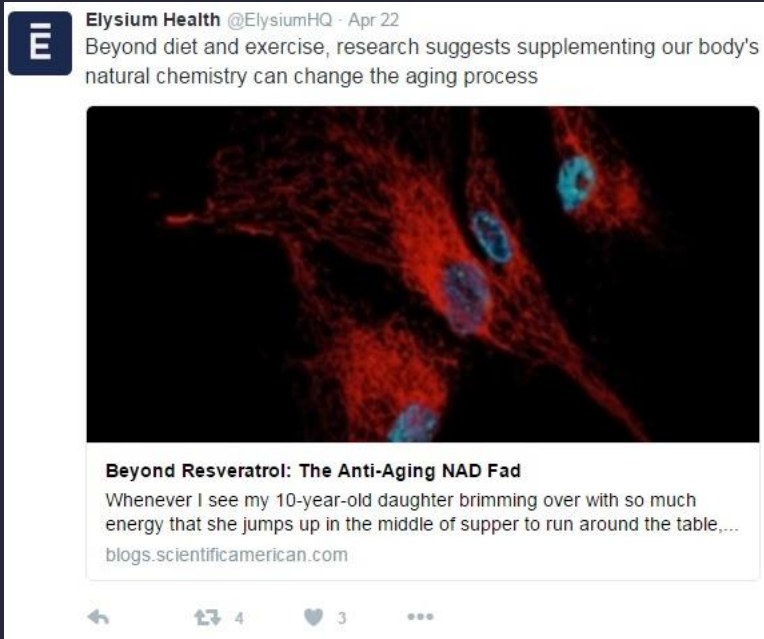 Ē
Elysium Health @ElysiumHQ · Apr 22
Beyond diet and exercise, research suggests supplementing our body's
natural chemistry can change the aging process
Beyond Resveratrol: The Anti-Aging NAD Fad
Whenever I see my 10-year-old daughter brimming over with so much
energy that she jumps up in the middle of supper to run around the table,...
blogs.scientificamerican.com
4 3